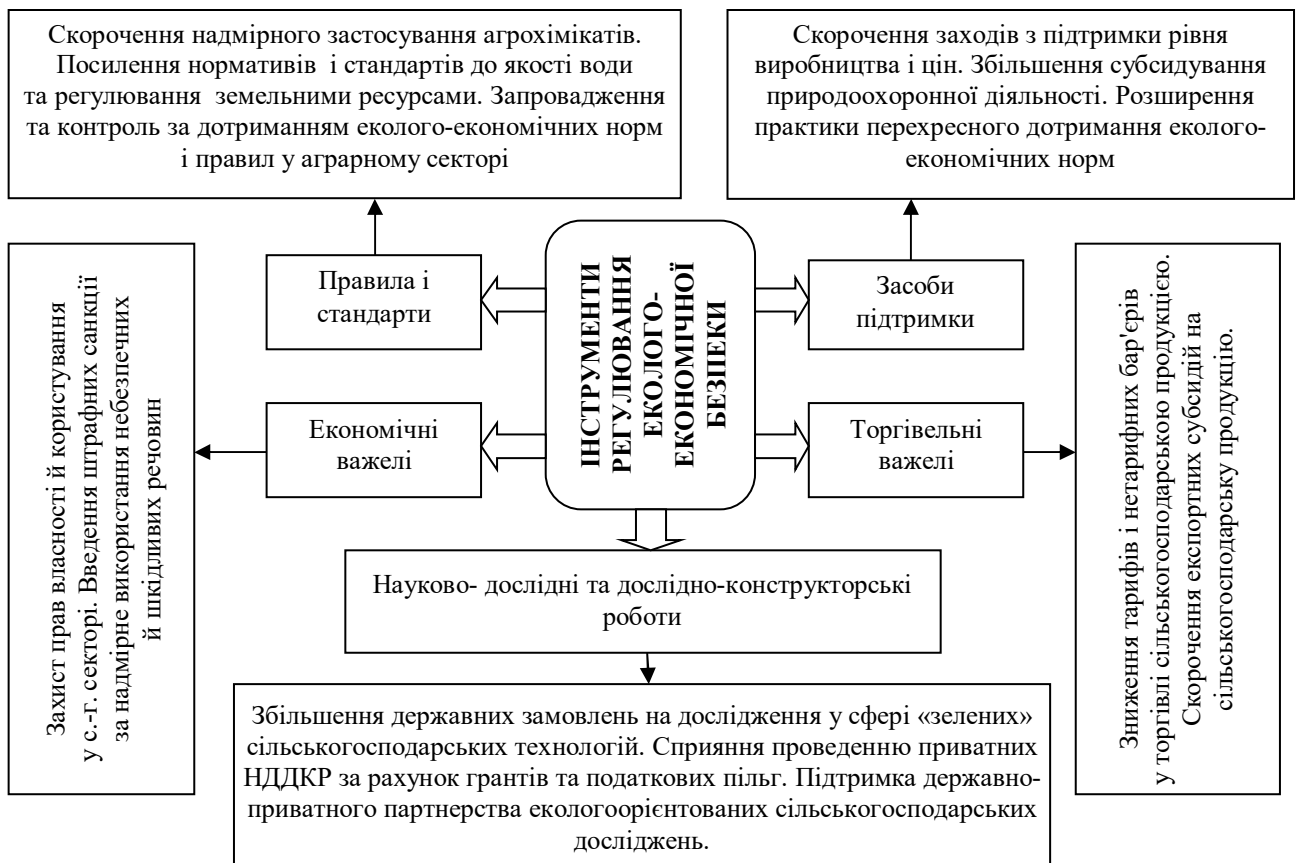 Скорочення надмірного застосування агрохімікатів.
Посилення нормативів і стандартів до якості води
та регулювання земельними ресурсами. Запровадження
та контроль за дотриманням еколого-економічних норм
і правил у аграрному секторі
Скорочення заходів з підтримки рівня
виробництва і цін. Збільшення субсидування
природоохоронної діяльності. Розширення
практики перехресного дотримання еколого-
економічних норм
Захист прав власності й користування
у с.-г. секторі. Введення штрафних санкції
за надмірне використання небезпечних
й шкідливих речовин
Правила і
стандарти
Економічні
важелі
ІНСТРУМЕНТИ
РЕГУЛЮВАННЯ
ЕКОЛОГО-
ЕКОНОМІЧНОЇ
БЕЗПЕКИ
Засоби
підтримки
Торгівельні
важелі
Зниження тарифів і нетарифних бар'єрів
у торгівлі сільськогосподарською продукцією.
Скорочення експортних субсидій на
сільськогосподарську продукцію.
Науково- дослідні та дослідно-конструкторські
роботи
Збільшення державних замовлень на дослідження у сфері «зелених»
сільськогосподарських технологій. Сприяння проведенню приватних
НДДКР за рахунок грантів та податкових пільг. Підтримка державно-
приватного партнерства екологоорієнтованих сільськогосподарських
досліджень.